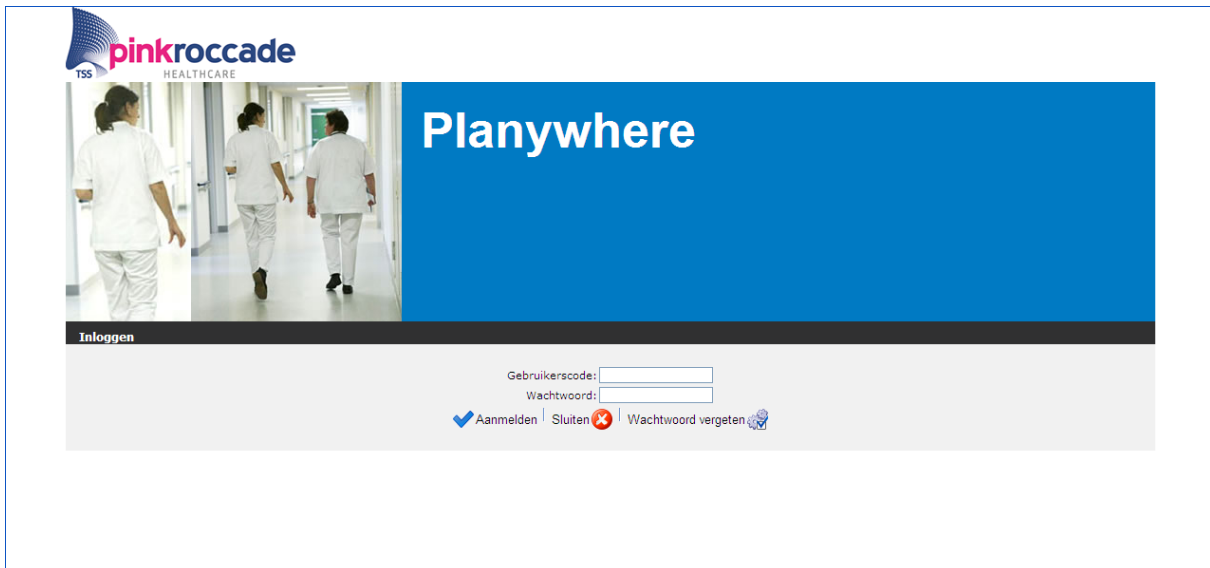 pinkroccade
TSS HEALTHCARE
Planywhere
Inloggen
Gebruikerscode:
Wachtwoord:
Aanmelden Sluiten Wachtwoord vergeten